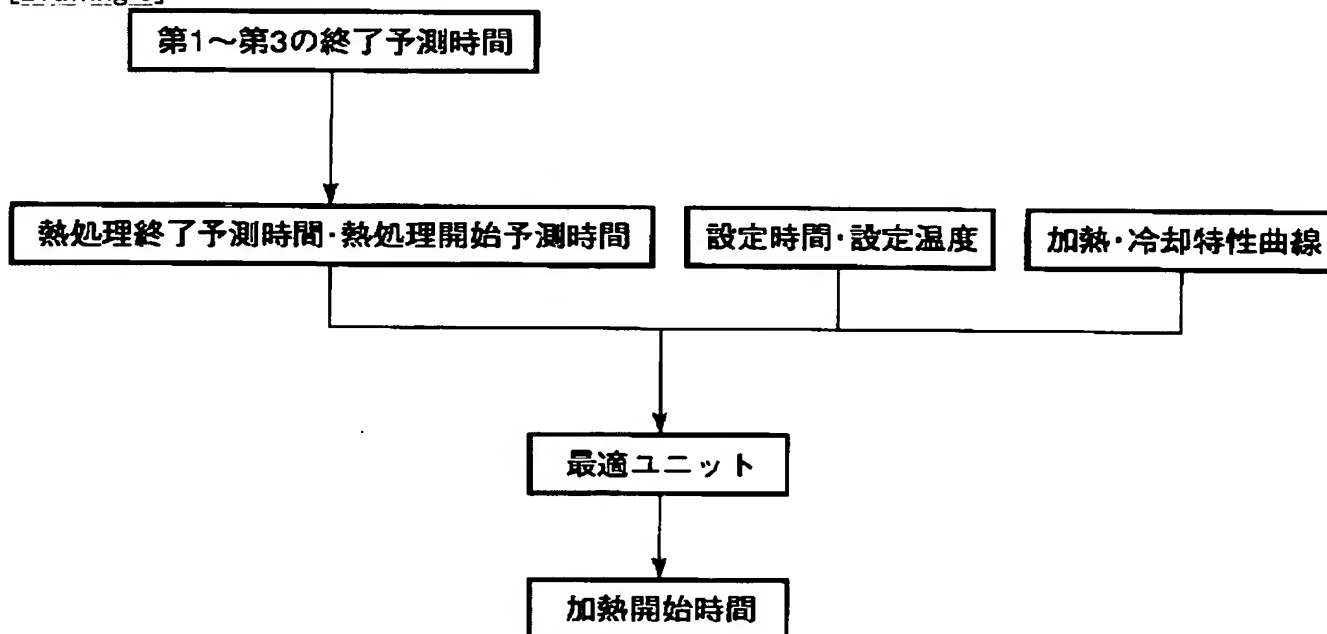 第1～第3の終了予測時間
熱処理終了予測時間·熱処理開始予測時間
設定時間·設定温度
加熱·冷却特性曲線
最適ユニット
加熱開始時間